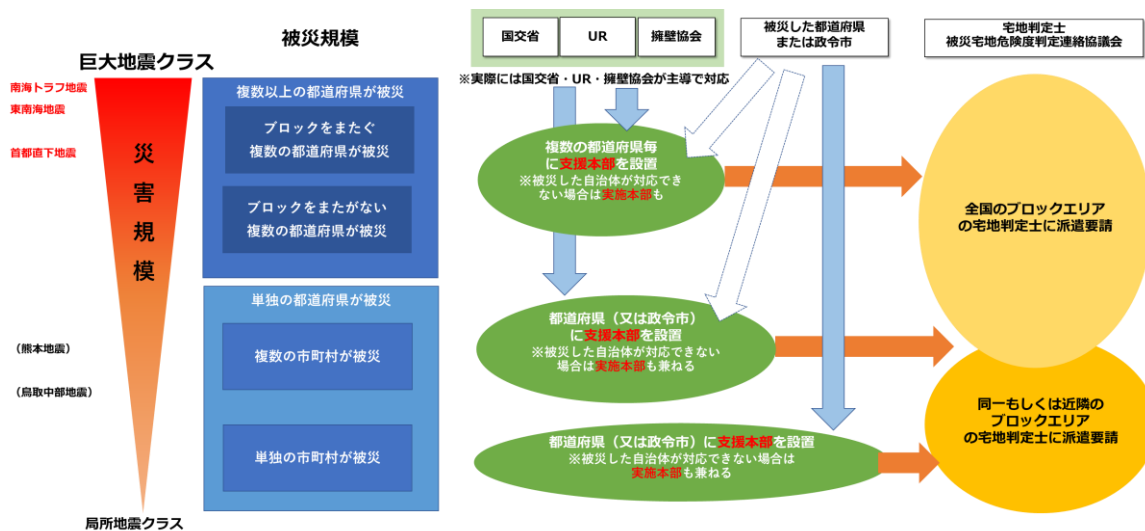 巨大地震クラス
南海トラフ地震
東南海地震
首都直下地震
災
害
規
模
（熊本地震）
（鳥取中部地震）
局所地震クラス
被災規模
複数以上の都道府県が被災
ブロックをまたぐ
複数の都道府県が被災
ブロックをまたがない
複数の都道府県が被災
単独の都道府県が被災
複数の市町村が被災
単独の市町村が被災
国交省
UR
擁壁協会
※実際には国交省・UR・擁壁協会が主導で対応
被災した都道府県
または政令市
宅地判定士
被災宅地危険度判定連絡協議会
複数の都道府県毎
に支援本部を設置
※被災した自治体が対応でき
ない場合は実施本部も
都道府県（又は政令市）
に支援本部を設置
※被災した自治体が対応できない
場合は実施本部も兼ねる
都道府県（又は政令市）に支援本部を設置
※被災した自治体が対応できない場合は
実施本部も兼ねる
全国のブロックエリア
の宅地判定士に派遣要請
同一もしくは近隣の
ブロックエリア
の宅地判定士に派遣要請